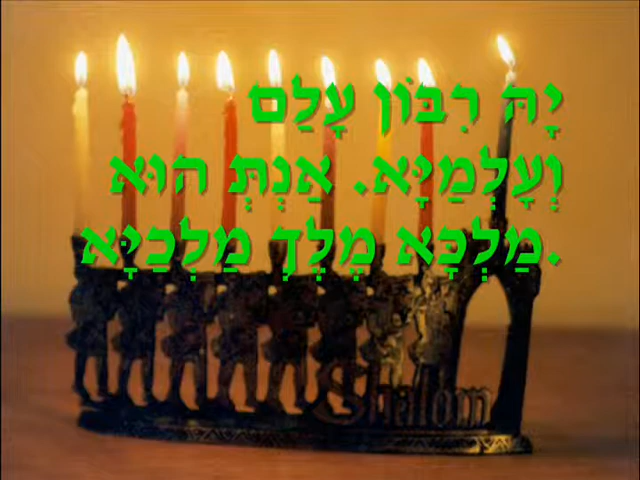 יָהּ רִבּוֹן עָלַם
וְעָלְמַיָּא. אַנְתְּ הוּא
מַלְכָּא מֶלֶךְ מַלְכַיָּא.
Shalom